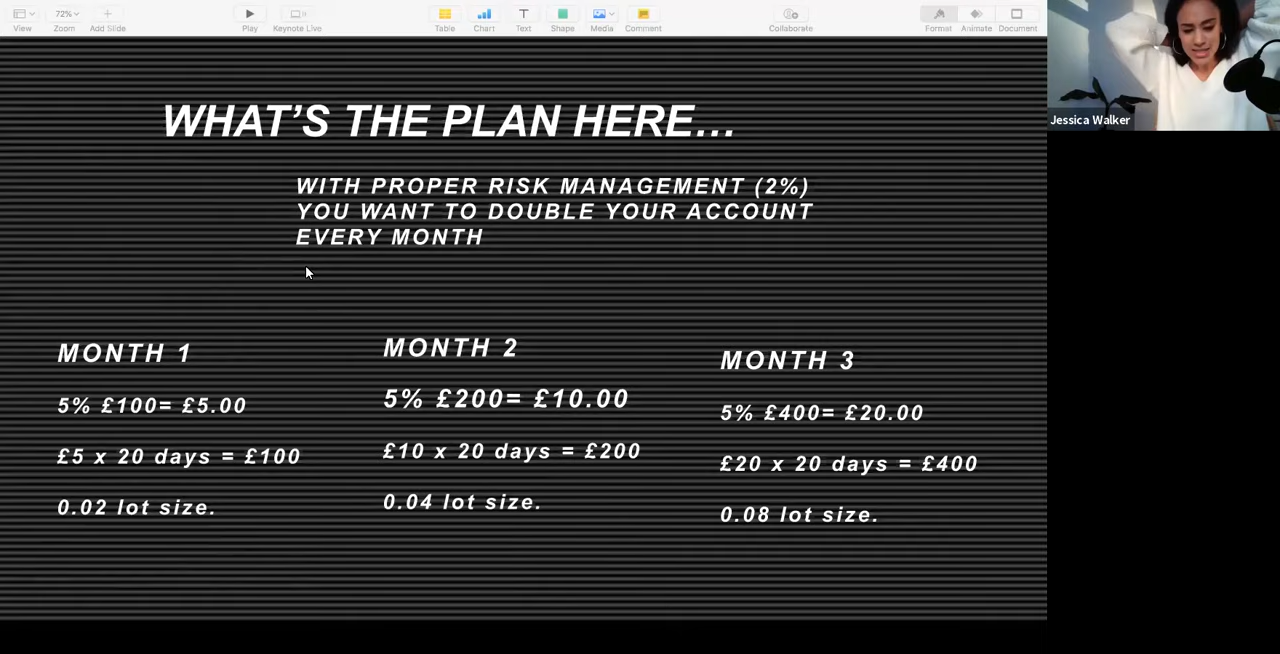 View
72%
Zoom
Add Slide
Play
Keynote Live
Table
Chart
Text
Shape
Media
Comment
Collaborate
Format
Animate
Document
Jessica Walker
WHAT'S THE PLAN HERE...
WITH PROPER RISK MANAGEMENT (2%)
YOU WANT TO DOUBLE YOUR ACCOUNT
EVERY MONTH
MONTH 1
5% £100= £5.00
£5 x 20 days = £100
0.02 lot size.
MONTH 2
5% £200= £10.00
£10 x 20 days = £200
0.04 lot size.
MONTH 3
5% £400= £20.00
£20 x 20 days = £400
0.08 lot size.